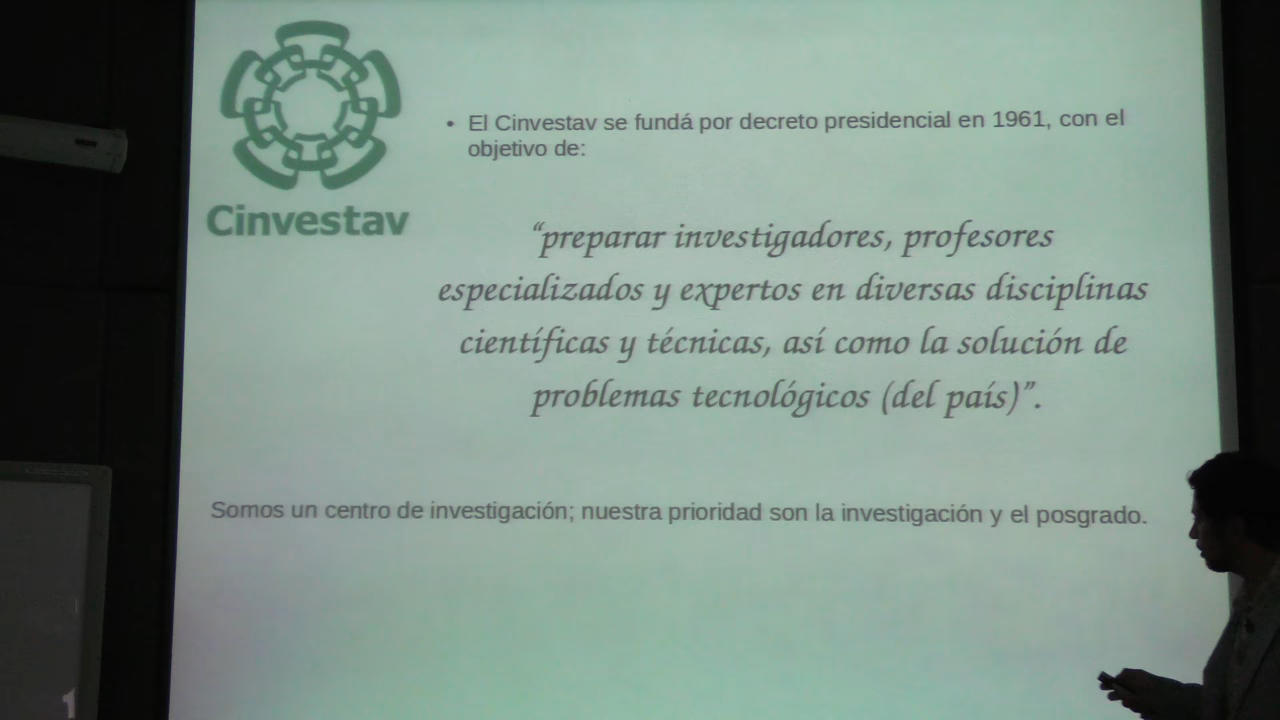 Cinvestav
• El Cinvestav se fundá por decreto presidencial en 1961, con el
objetivo de:
“preparar investigadores, profesores
especializados y expertos en diversas disciplinas
científicas y técnicas, así como la solución de
problemas tecnológicos (del país)”.
Somos un centro de investigación; nuestra prioridad son la investigación y el posgrado.